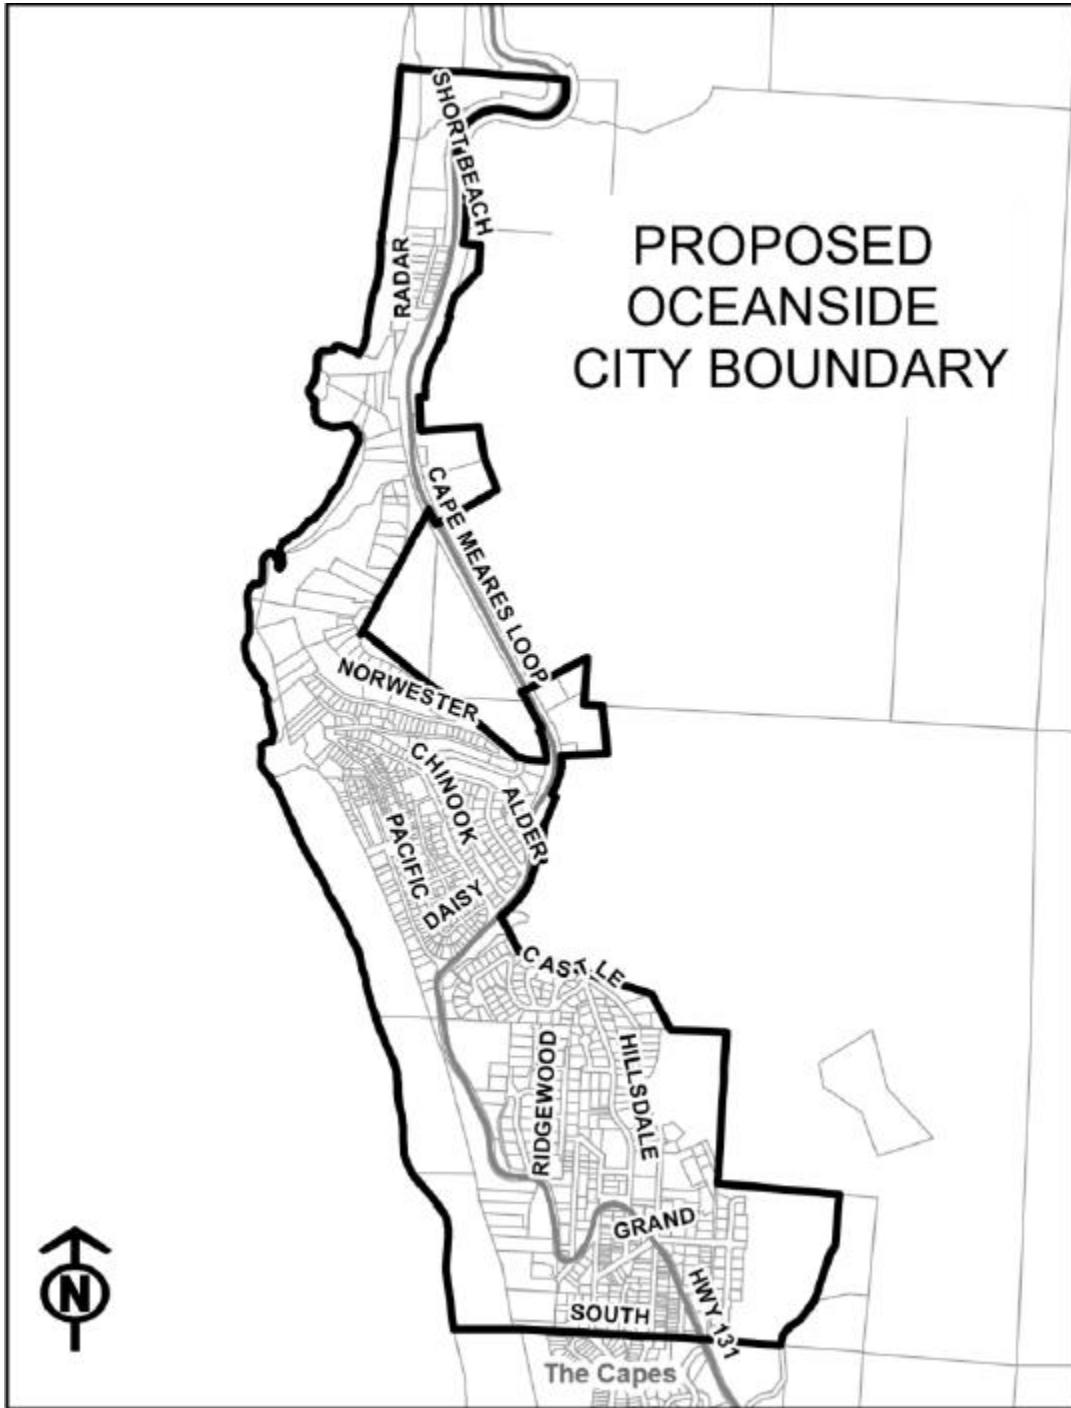 SHORT BEACH
PROPOSED
OCEANSIDE
CITY BOUNDARY
RADAR
CAPE MEARES LOOP
NORWESTER
CHINOOK
ALDER
PACIFIC
DAISY
CASTLE
RIDGEWOOD
HILLSDALE
GRAND
N
HWY 131
SOUTH
The Capes